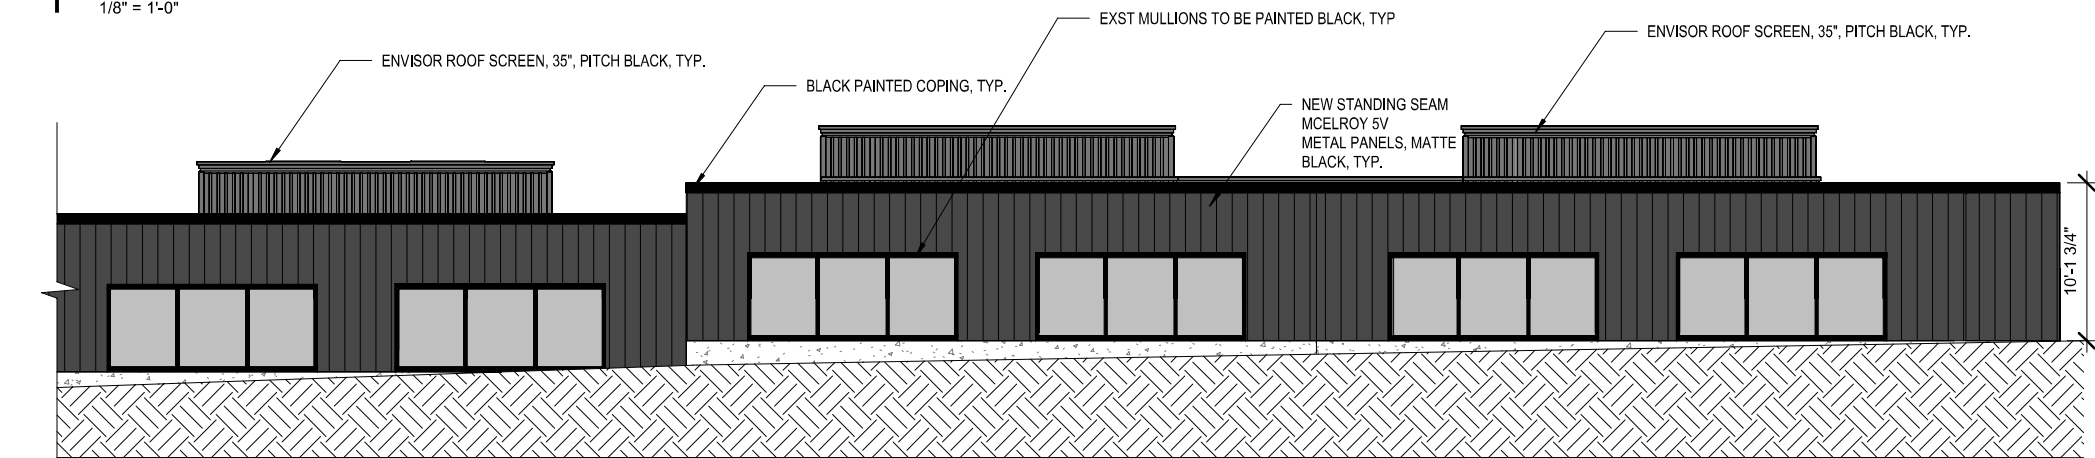 1/8" = 1'-0"
EXST MULLIONS TO BE PAINTED BLACK, TYP
ENVISOR ROOF SCREEN, 35", PITCH BLACK, TYP.
ENVISOR ROOF SCREEN, 35", PITCH BLACK, TYP.
BLACK PAINTED COPING, TYP.
NEW STANDING SEAM
MCELROY 5V
METAL PANELS, MATTE
BLACK, TYP.
10'-1 3/4"